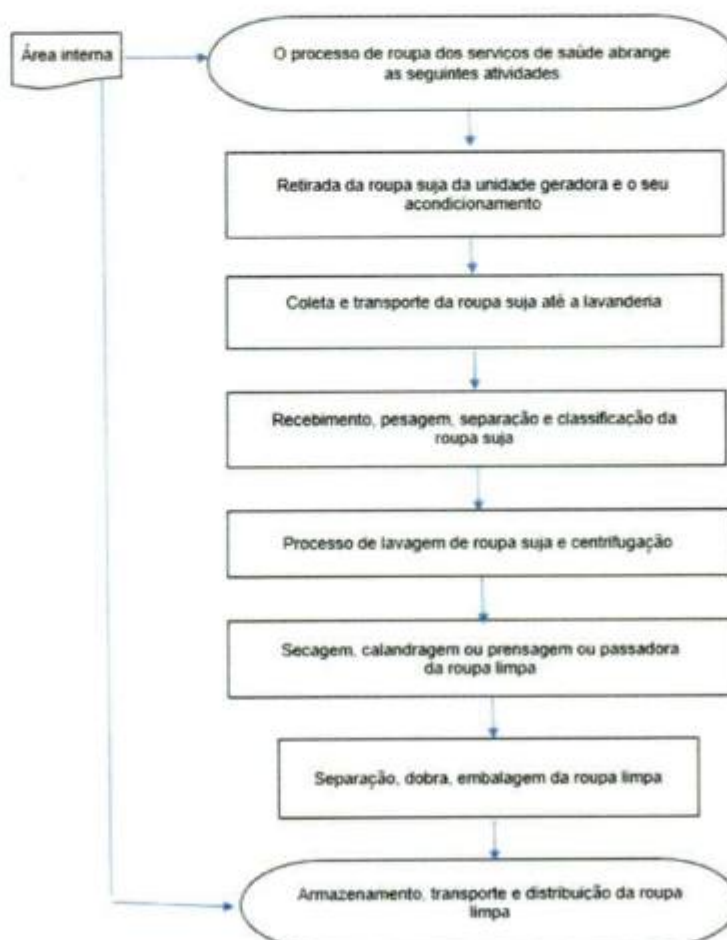 Área interna
O processo de roupa dos serviços de saúde abrange
as seguintes atividades
Retirada da roupa suja da unidade geradora e o seu
acondicionamento
Coleta e transporte da roupa suja até a lavanderia
Recebimento, pesagem, separação e classificação da
roupa suja
Processo de lavagem de roupa suja e centrifugação
Secagem, calandragem ou prensagem ou passadora
da roupa limpa
Separação, dobra, embalagem da roupa limpa
Armazenamento, transporte e distribuição da roupa
limpa